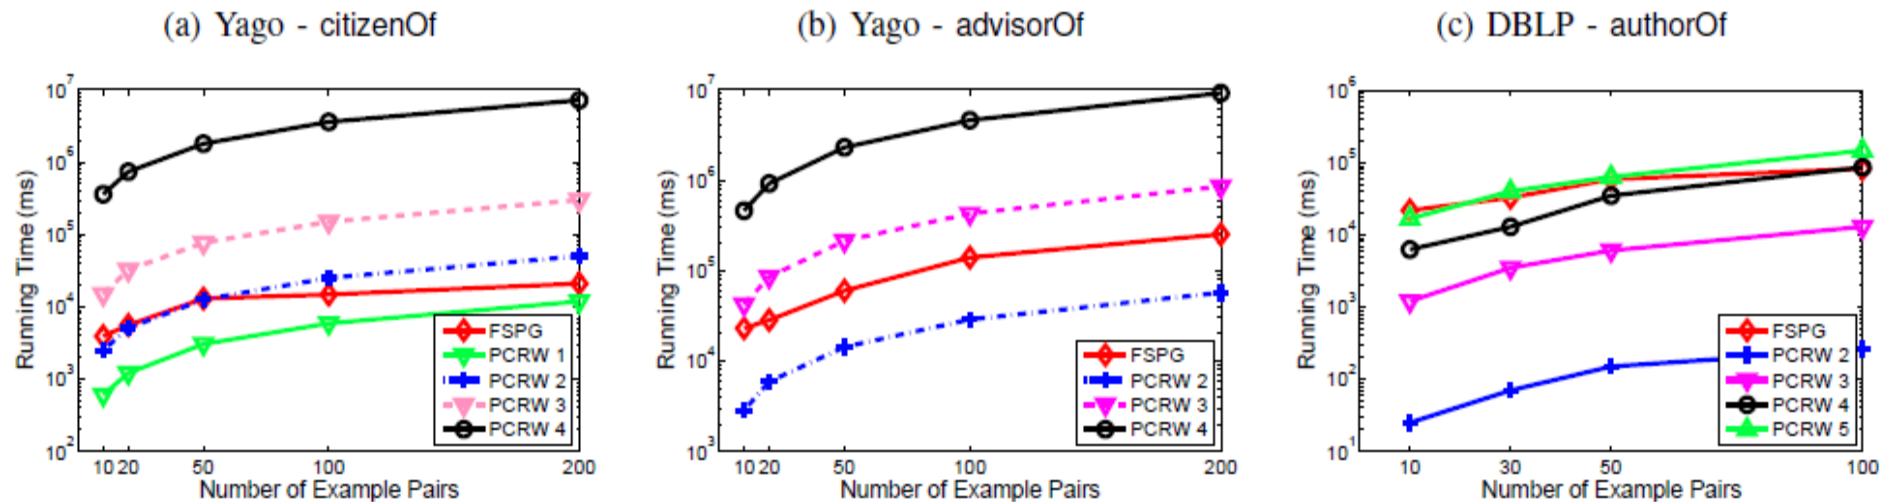 (a) Yago - citizenOf
10^7
10^6
10^5
10^4
10^3
10^2
Running Time (ms)
FSPG
PCRW 1
PCRW 2
PCRW 3
PCRW 4
10 20 50 100 200
Number of Example Pairs
(b) Yago - advisorOf
10^7
10^6
10^5
10^4
10^3
Running Time (ms)
FSPG
PCRW 2
PCRW 3
PCRW 4
10 20 50 100 200
Number of Example Pairs
(c) DBLP - authorOf
10^6
10^5
10^4
10^3
10^2
10^1
Running Time (ms)
FSPG
PCRW 2
PCRW 3
PCRW 4
PCRW 5
10 30 50 100
Number of Example Pairs